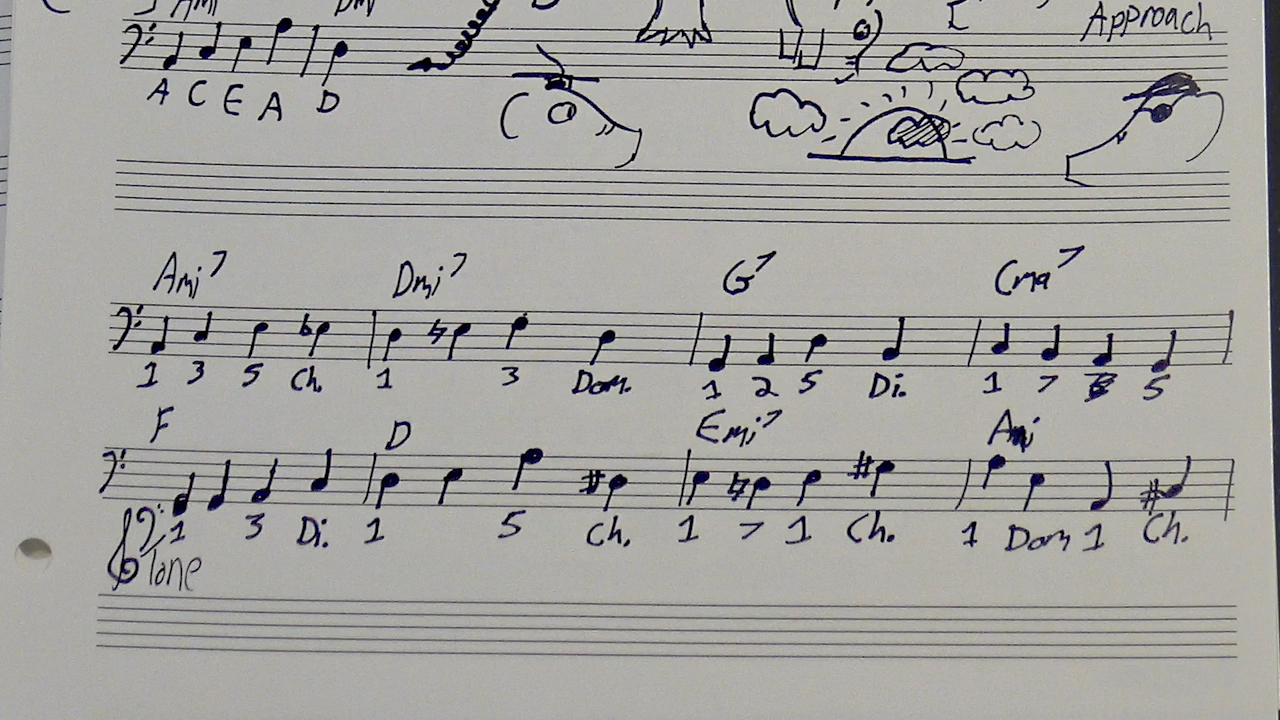 Ami Dmi Approach
A C E A D
Ami7 Dmi7 G7 Cma7
1 3 5 Ch. 1 3 Dom. 1 2 5 Di. 1 7 5
F D Emi7 Ami
1 3 Di. 1 5 Ch. 1 7 1 Ch. 1 Dom 1 Ch.
Tone